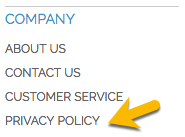 COMPANY
ABOUT US
CONTACT US
CUSTOMER SERVICE
PRIVACY POLICY